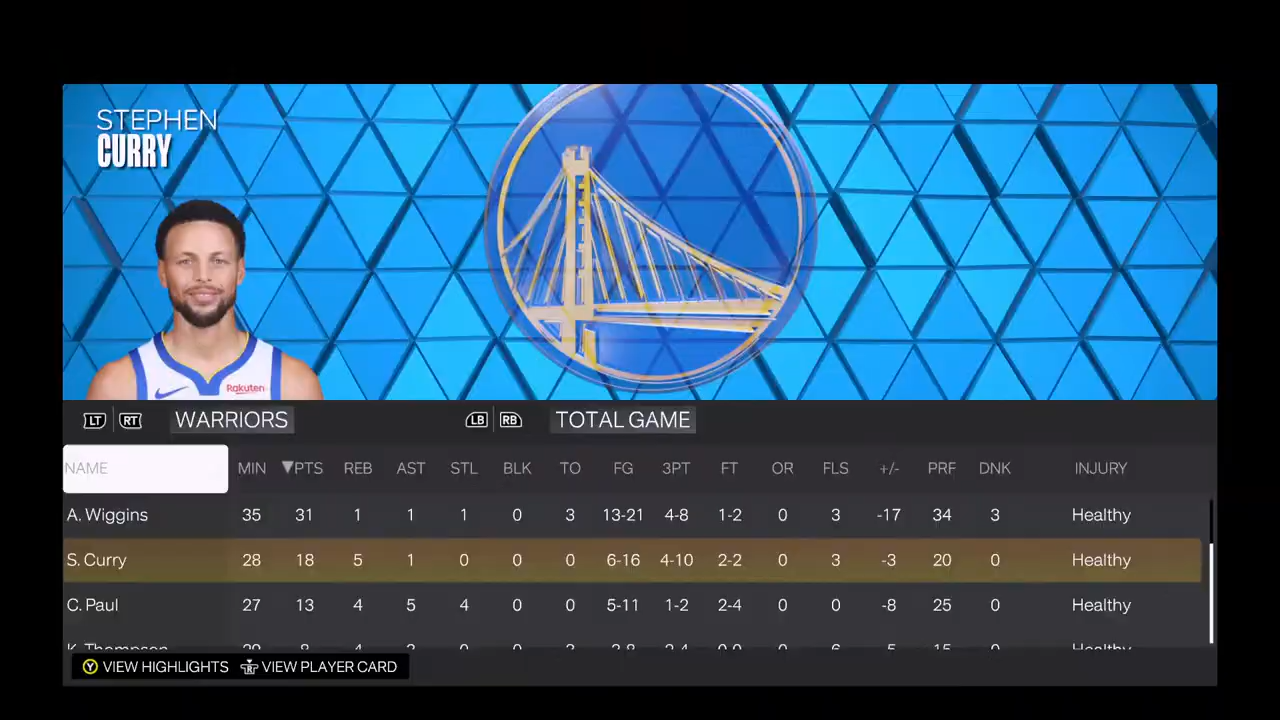 STEPHEN
CURRY
Rakuten
LT RT WARRIORS LB RB TOTAL GAME
NAME MIN ▼PTS REB AST STL BLK TO FG 3PT FT OR FLS +/- PRF DNK INJURY
A. Wiggins 35 31 1 1 1 0 3 13-21 4-8 1-2 0 3 -17 34 3 Healthy
S. Curry 28 18 5 1 0 0 0 6-16 4-10 2-2 0 3 -3 20 0 Healthy
C. Paul 27 13 4 5 4 0 0 5-11 1-2 2-4 0 0 -8 25 0 Healthy
K. Thompson
Y VIEW HIGHLIGHTS R VIEW PLAYER CARD